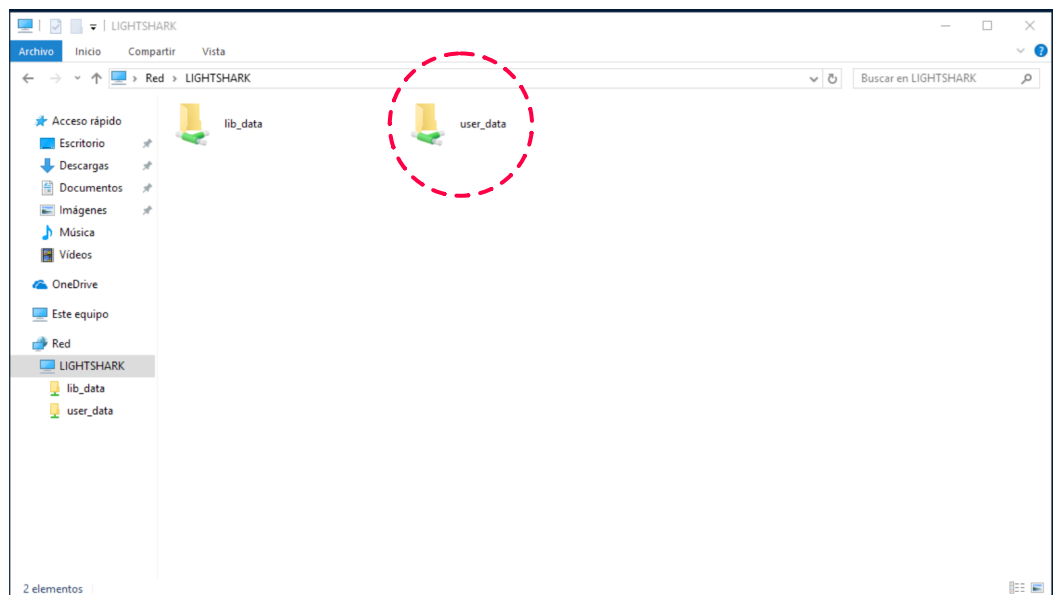 LIGHTSHARK
Archivo Inicio Compartir Vista
Red LIGHTSHARK Buscar en LIGHTSHARK
Acceso rápido
Escritorio
Descargas
Documentos
Imágenes
Música
Vídeos
OneDrive
Este equipo
Red
LIGHTSHARK
lib_data
user_data
lib_data user_data
2 elementos